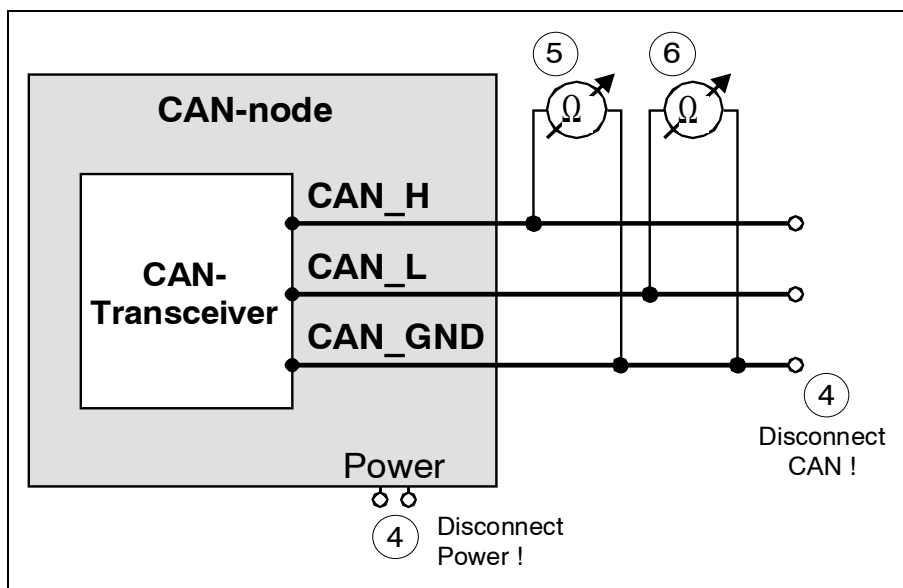 5
6
Ω
Ω
CAN-node
CAN_H
CAN-
Transceiver
CAN_L
CAN_GND
4
Disconnect
CAN !
Power
4
Disconnect
Power !